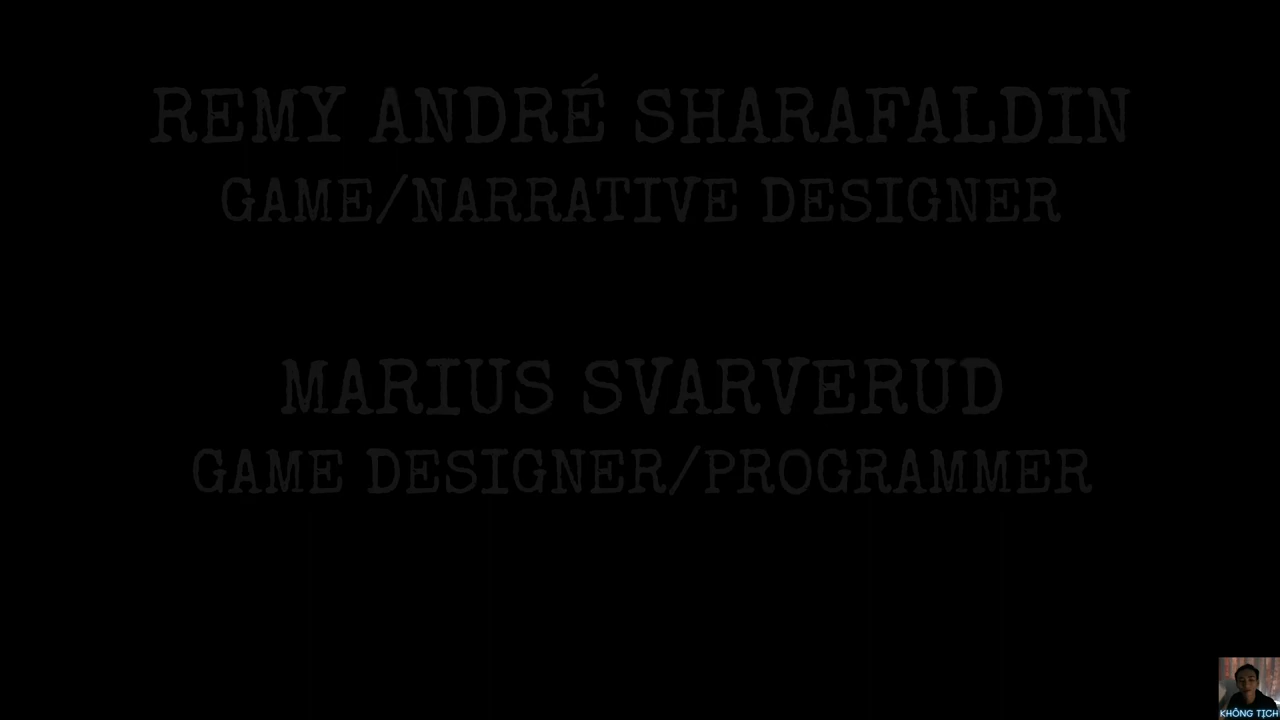 REMY ANDRÉ SHARAFALDIN
GAME/NARRATIVE DESIGNER
MARIUS SVARVERUD
GAME DESIGNER/PROGRAMMER
KHÔNG TỊCH